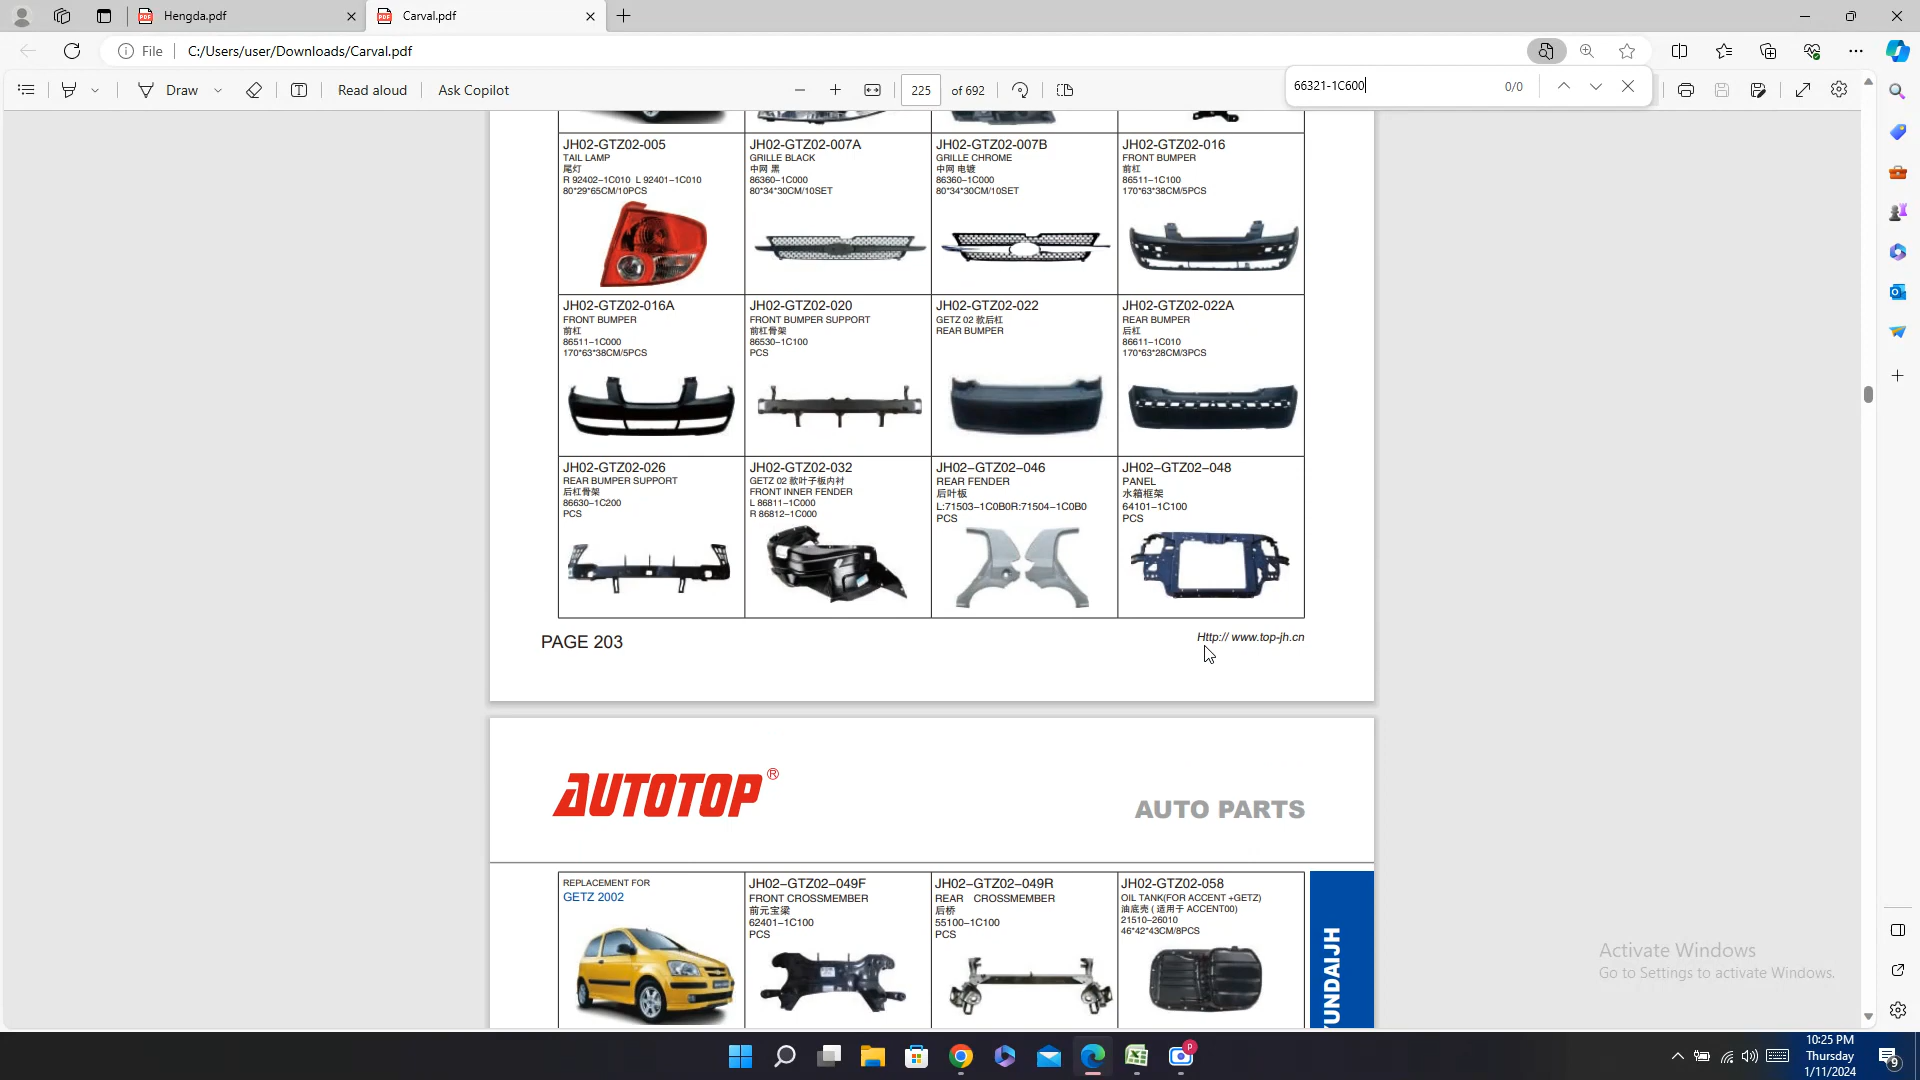 Hengda.pdf
Carval.pdf
File
C:/Users/user/Downloads/Carval.pdf
Draw
Read aloud
Ask Copilot
225
of 692
66321-1C600
0/0
JH02-GTZ02-005
TAIL LAMP
尾灯
R 92402-1C010 L 92401-1C010
80*29*65CM/10PCS
JH02-GTZ02-007A
GRILLE BLACK
中网 黑
86360-1C000
80*34*30CM/10SET
JH02-GTZ02-007B
GRILLE CHROME
中网 电镀
86360-1C000
80*34*30CM/10SET
JH02-GTZ02-016
FRONT BUMPER
前杠
86511-1C100
170*63*38CM/5PCS
JH02-GTZ02-016A
FRONT BUMPER
前杠
86511-1C000
170*63*38CM/5PCS
JH02-GTZ02-020
FRONT BUMPER SUPPORT
前杠骨架
86530-1C100
PCS
JH02-GTZ02-022
GETZ 02 款后杠
REAR BUMPER
JH02-GTZ02-022A
REAR BUMPER
后杠
86611-1C010
170*63*28CM/3PCS
JH02-GTZ02-026
REAR BUMPER SUPPORT
后杠骨架
86630-1C200
PCS
JH02-GTZ02-032
GETZ 02 款叶子板内衬
FRONT INNER FENDER
L 86811-1C000
R 86812-1C000
JH02-GTZ02-046
REAR FENDER
后叶板
L:71503-1C0B0R:71504-1C0B0
PCS
JH02-GTZ02-048
PANEL
水箱框架
64101-1C100
PCS
PAGE 203
Http:// www.top-jh.cn
AUTOTOP®
AUTO PARTS
REPLACEMENT FOR
GETZ 2002
JH02-GTZ02-049F
FRONT CROSSMEMBER
前元宝梁
62401-1C100
PCS
JH02-GTZ02-049R
REAR CROSSMEMBER
后桥
55100-1C100
PCS
JH02-GTZ02-058
OIL TANK(FOR ACCENT +GETZ)
油底壳 ( 适用于 ACCENT00)
21510-26010
46*42*43CM/8PCS
YUNDAIJH
Activate Windows
Go to Settings to activate Windows.
10:25 PM
Thursday
1/11/2024
9